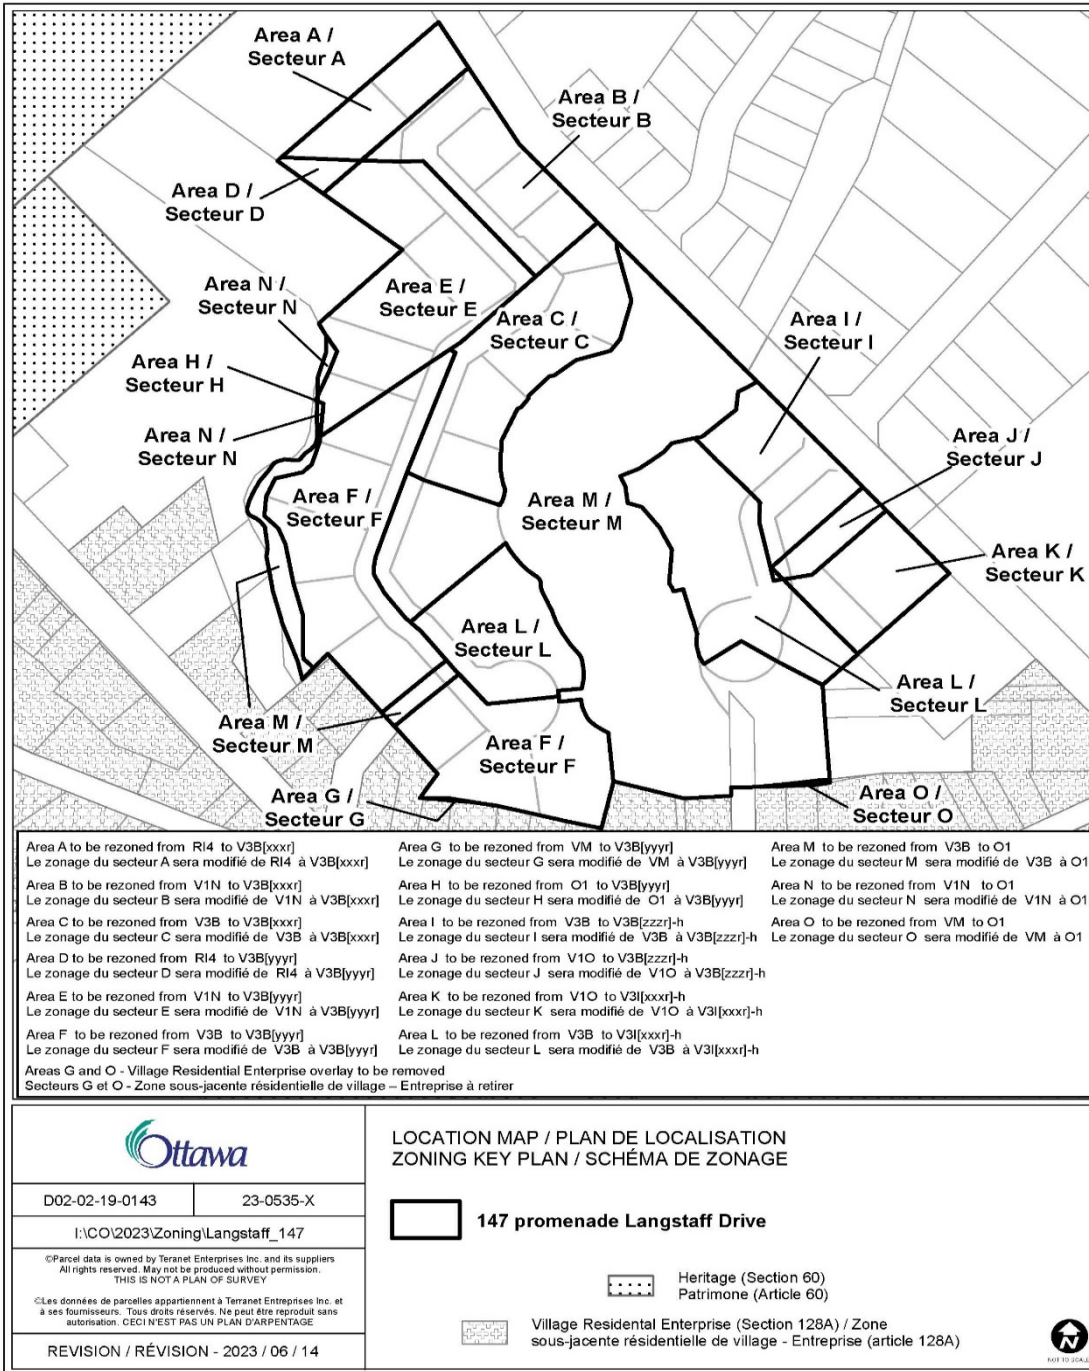 Area A /
Secteur A
Area B /
Secteur B
Area D /
Secteur D
Area N /
Secteur N
Area E /
Secteur E
Area C /
Secteur C
Area I /
Secteur I
Area H /
Secteur H
Area N /
Secteur N
Area J /
Secteur J
Area F /
Secteur F
Area M /
Secteur M
Area K /
Secteur K
Area L /
Secteur L
Area L /
Secteur L
Area M /
Secteur M
Area F /
Secteur F
Area G /
Secteur G
Area O /
Secteur O
Area A to be rezoned from RI4 to V3B[xxxr]
Le zonage du secteur A sera modifié de RI4 à V3B[xxxr]
Area B to be rezoned from V1N to V3B[xxxr]
Le zonage du secteur B sera modifié de V1N à V3B[xxxr]
Area C to be rezoned from V3B to V3B[xxxr]
Le zonage du secteur C sera modifié de V3B à V3B[xxxr]
Area D to be rezoned from RI4 to V3B[yyyr]
Le zonage du secteur D sera modifié de RI4 à V3B[yyyr]
Area E to be rezoned from V1N to V3B[yyyr]
Le zonage du secteur E sera modifié de V1N à V3B[yyyr]
Area F to be rezoned from V3B to V3B[yyyr]
Le zonage du secteur F sera modifié de V3B à V3B[yyyr]
Area G to be rezoned from VM to V3B[yyyr]
Le zonage du secteur G sera modifié de VM à V3B[yyyr]
Area H to be rezoned from O1 to V3B[yyyr]
Le zonage du secteur H sera modifié de O1 à V3B[yyyr]
Area I to be rezoned from V3B to V3B[zzzr]-h
Le zonage du secteur I sera modifié de V3B à V3B[zzzr]-h
Area J to be rezoned from V1O to V3B[zzzr]-h
Le zonage du secteur J sera modifié de V1O à V3B[zzzr]-h
Area K to be rezoned from V1O to V3I[xxxr]-h
Le zonage du secteur K sera modifié de V1O à V3I[xxxr]-h
Area L to be rezoned from V3B to V3I[xxxr]-h
Le zonage du secteur L sera modifié de V3B à V3I[xxxr]-h
Area M to be rezoned from V3B to O1
Le zonage du secteur M sera modifié de V3B à O1
Area N to be rezoned from V1N to O1
Le zonage du secteur N sera modifié de V1N à O1
Area O to be rezoned from VM to O1
Le zonage du secteur O sera modifié de VM à O1
Areas G and O - Village Residential Enterprise overlay to be removed
Secteurs G et O - Zone sous-jacente résidentielle de village – Entreprise à retirer
Ottawa
D02-02-19-0143
23-0535-X
I:\CO\2023\Zoning\Langstaff_147
©Parcel data is owned by Teranet Enterprises Inc. and its suppliers
All rights reserved. May not be produced without permission.
THIS IS NOT A PLAN OF SURVEY
©Les données de parcelles appartiennent à Terranet Entreprises Inc. et
à ses fournisseurs. Tous droits réservés. Ne peut être reproduit sans
autorisation. CECI N'EST PAS UN PLAN D'ARPENTAGE
REVISION / RÉVISION - 2023 / 06 / 14
LOCATION MAP / PLAN DE LOCALISATION
ZONING KEY PLAN / SCHÉMA DE ZONAGE
147 promenade Langstaff Drive
Heritage (Section 60)
Patrimone (Article 60)
Village Residental Enterprise (Section 128A) / Zone
sous-jacente résidentielle de village - Entreprise (article 128A)
N
NOT TO SCALE